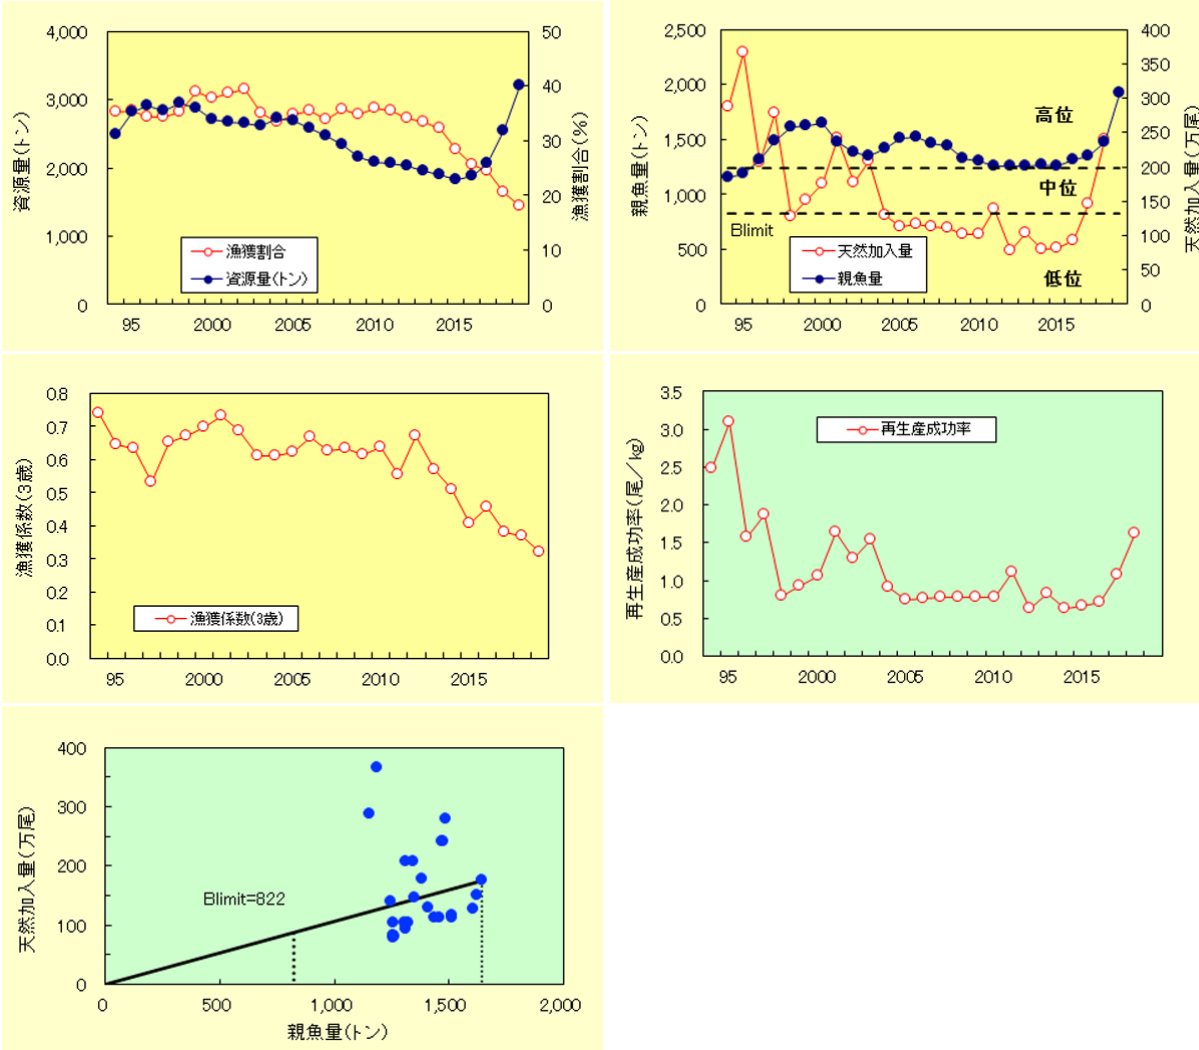 4,000
3,000
2,000
1,000
0
資源量(トン)
50
40
30
20
10
0
漁獲割合(%)
漁獲割合
資源量(トン)
95 2000 2005 2010 2015
2,500
2,000
1,500
1,000
500
0
親魚量(トン)
400
350
300
250
200
150
100
50
0
天然加入量(万尾)
高位
中位
Blimit
低位
天然加入量
親魚量
95 2000 2005 2010 2015
0.8
0.7
0.6
0.5
0.4
0.3
0.2
0.1
0.0
漁獲係数(3歳)
漁獲係数(3歳)
95 2000 2005 2010 2015
3.5
3.0
2.5
2.0
1.5
1.0
0.5
0.0
再生産成功率(尾/kg)
再生産成功率
95 2000 2005 2010 2015
400
300
200
100
0
天然加入量(万尾)
Blimit=822
0 500 1,000 1,500 2,000
親魚量(トン)